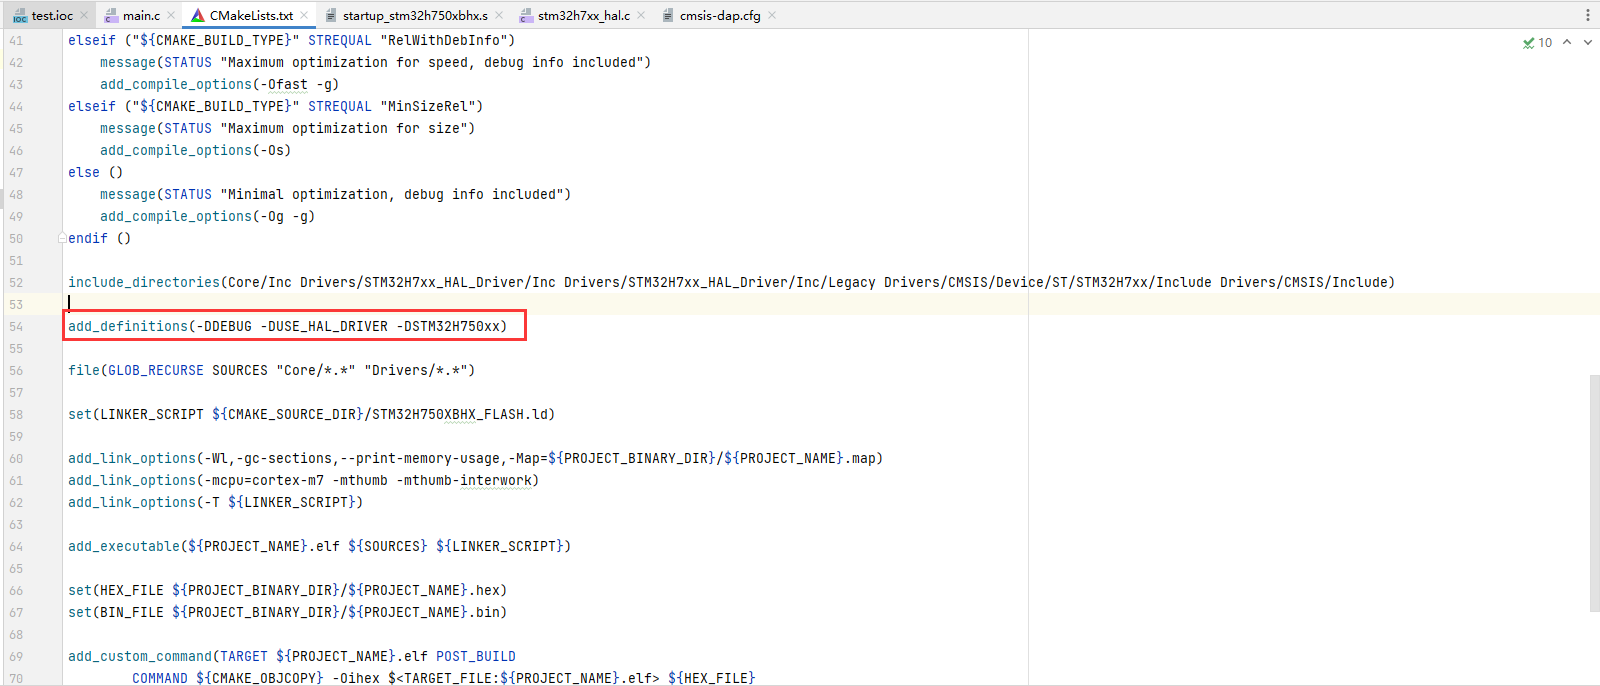 test.ioc main.c CMakeLists.txt startup_stm32h750xbhx.s stm32h7xx_hal.c cmsis-dap.cfg
10
41 elseif ("${CMAKE_BUILD_TYPE}" STREQUAL "RelWithDebInfo")
42 message(STATUS "Maximum optimization for speed, debug info included")
43 add_compile_options(-Ofast -g)
44 elseif ("${CMAKE_BUILD_TYPE}" STREQUAL "MinSizeRel")
45 message(STATUS "Maximum optimization for size")
46 add_compile_options(-Os)
47 else ()
48 message(STATUS "Minimal optimization, debug info included")
49 add_compile_options(-Og -g)
50 endif ()
51
52 include_directories(Core/Inc Drivers/STM32H7xx_HAL_Driver/Inc Drivers/STM32H7xx_HAL_Driver/Inc/Legacy Drivers/CMSIS/Device/ST/STM32H7xx/Include Drivers/CMSIS/Include)
53
54 add_definitions(-DDEBUG -DUSE_HAL_DRIVER -DSTM32H750xx)
55
56 file(GLOB_RECURSE SOURCES "Core/*.*" "Drivers/*.*")
57
58 set(LINKER_SCRIPT ${CMAKE_SOURCE_DIR}/STM32H750XBHX_FLASH.ld)
59
60 add_link_options(-Wl,-gc-sections,--print-memory-usage,-Map=${PROJECT_BINARY_DIR}/${PROJECT_NAME}.map)
61 add_link_options(-mcpu=cortex-m7 -mthumb -mthumb-interwork)
62 add_link_options(-T ${LINKER_SCRIPT})
63
64 add_executable(${PROJECT_NAME}.elf ${SOURCES} ${LINKER_SCRIPT})
65
66 set(HEX_FILE ${PROJECT_BINARY_DIR}/${PROJECT_NAME}.hex)
67 set(BIN_FILE ${PROJECT_BINARY_DIR}/${PROJECT_NAME}.bin)
68
69 add_custom_command(TARGET ${PROJECT_NAME}.elf POST_BUILD
70 COMMAND ${CMAKE_OBJCOPY} -Oihex $<TARGET_FILE:${PROJECT_NAME}.elf> ${HEX_FILE}